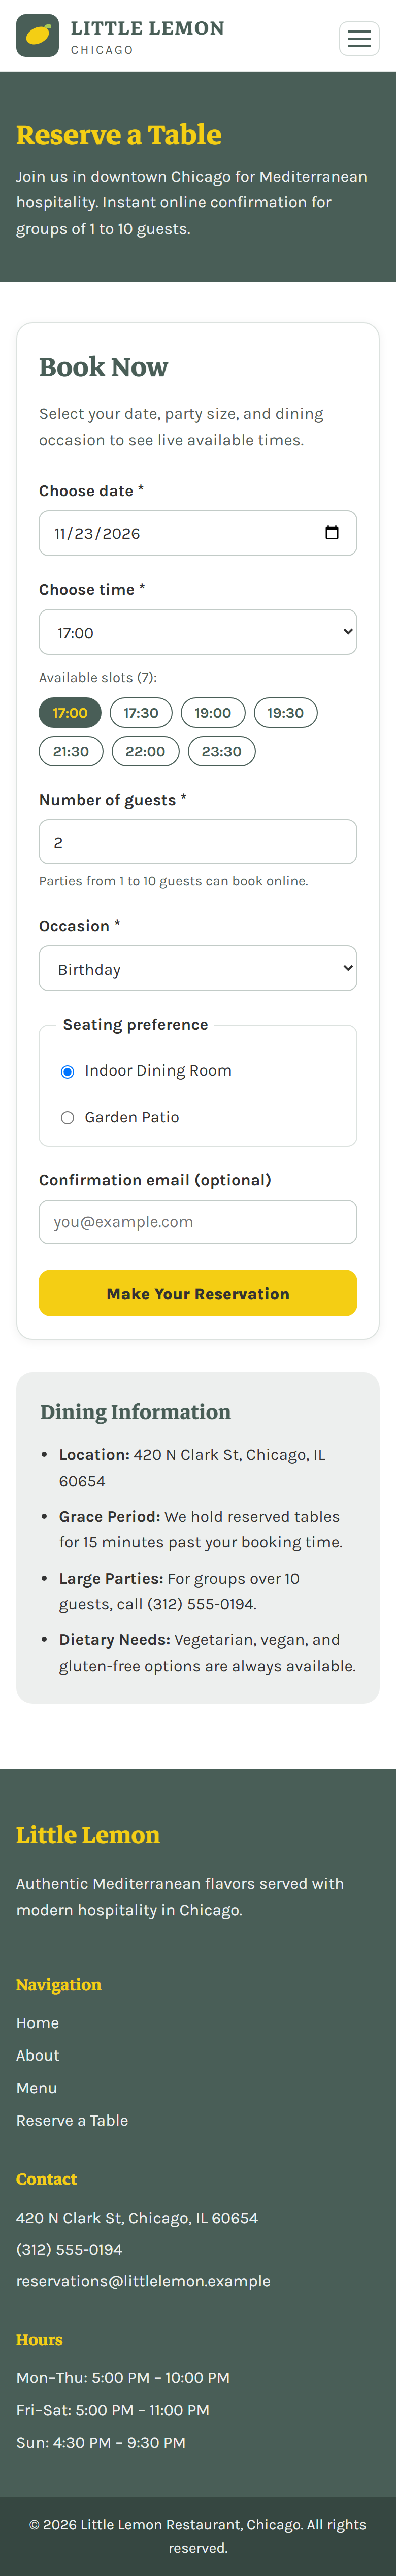 LITTLE LEMON
CHICAGO
Reserve a Table
Join us in downtown Chicago for Mediterranean
hospitality. Instant online confirmation for
groups of 1 to 10 guests.
Book Now
Select your date, party size, and dining
occasion to see live available times.
Choose date *
11/23/2026
Choose time *
17:00
Available slots (7):
17:00 17:30 19:00 19:30
21:30 22:00 23:30
Number of guests *
2
Parties from 1 to 10 guests can book online.
Occasion *
Birthday
Seating preference
Indoor Dining Room
Garden Patio
Confirmation email (optional)
you@example.com
Make Your Reservation
Dining Information
• Location: 420 N Clark St, Chicago, IL
60654
• Grace Period: We hold reserved tables
for 15 minutes past your booking time.
• Large Parties: For groups over 10
guests, call (312) 555-0194.
• Dietary Needs: Vegetarian, vegan, and
gluten-free options are always available.
Little Lemon
Authentic Mediterranean flavors served with
modern hospitality in Chicago.
Navigation
Home
About
Menu
Reserve a Table
Contact
420 N Clark St, Chicago, IL 60654
(312) 555-0194
reservations@littlelemon.example
Hours
Mon–Thu: 5:00 PM – 10:00 PM
Fri–Sat: 5:00 PM – 11:00 PM
Sun: 4:30 PM – 9:30 PM
© 2026 Little Lemon Restaurant, Chicago. All rights
reserved.